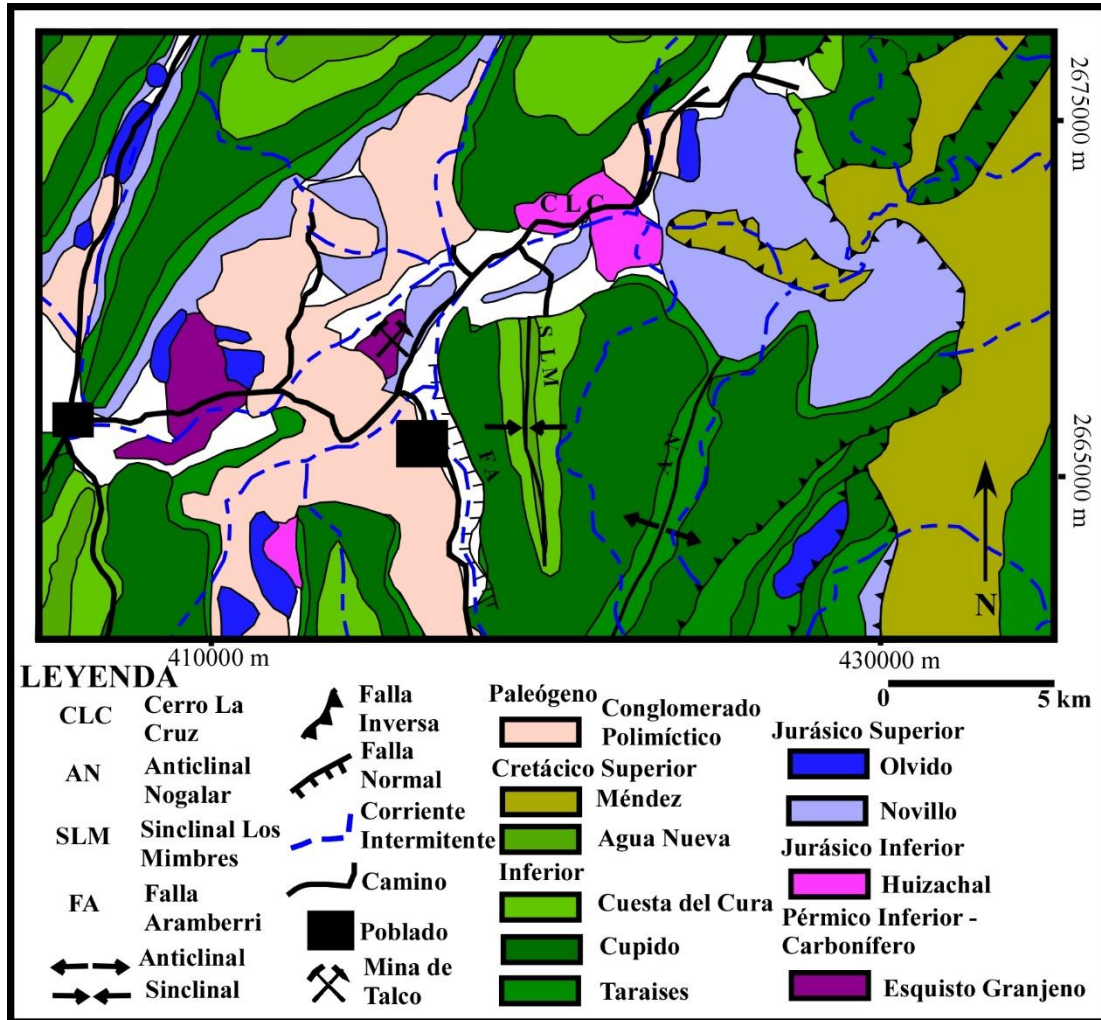 2675000 m
CLC
SLM
FA
2665000 m
N
410000 m
430000 m
0 5 km
LEYENDA
CLC Cerro La
Cruz
AN Anticlinal
Nogalar
SLM Sinclinal Los
Mimbres
FA Falla
Aramberri
Anticlinal
Sinclinal
Falla
Inversa
Falla
Normal
Corriente
Intermitente
Camino
Poblado
Mina de
Talco
Paleógeno
Conglomerado
Polimíctico
Cretácico Superior
Méndez
Agua Nueva
Inferior
Cuesta del Cura
Cupido
Taraises
Jurásico Superior
Olvido
Novillo
Jurásico Inferior
Huizachal
Pérmico Inferior -
Carbonífero
Esquisto Granjeno